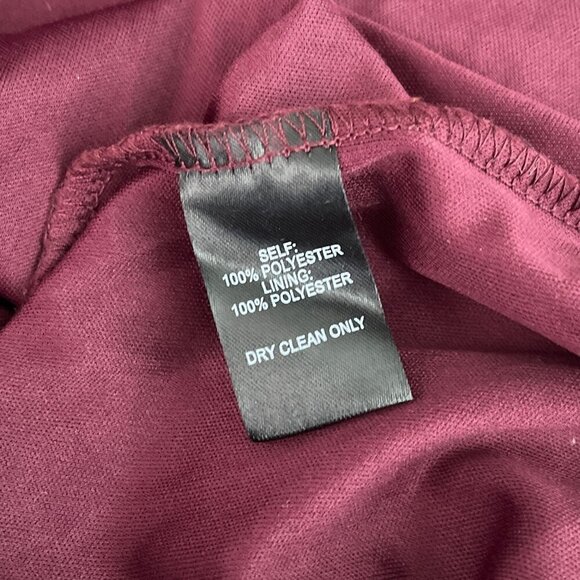 SELF:
100% POLYESTER
LINING:
100% POLYESTER
DRY CLEAN ONLY